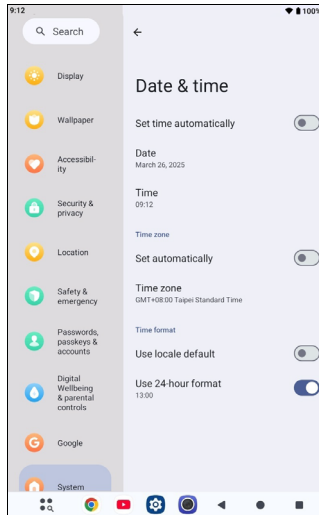 9:12
100%
Search
Display
Wallpaper
Accessibil-
ity
Security &
privacy
Location
Safety &
emergency
Passwords,
passkeys &
accounts
Digital
Wellbeing
& parental
controls
Google
System
Date & time
Set time automatically
Date
March 26, 2025
Time
09:12
Time zone
Set automatically
Time zone
GMT+08:00 Taipei Standard Time
Time format
Use locale default
Use 24-hour format
13:00